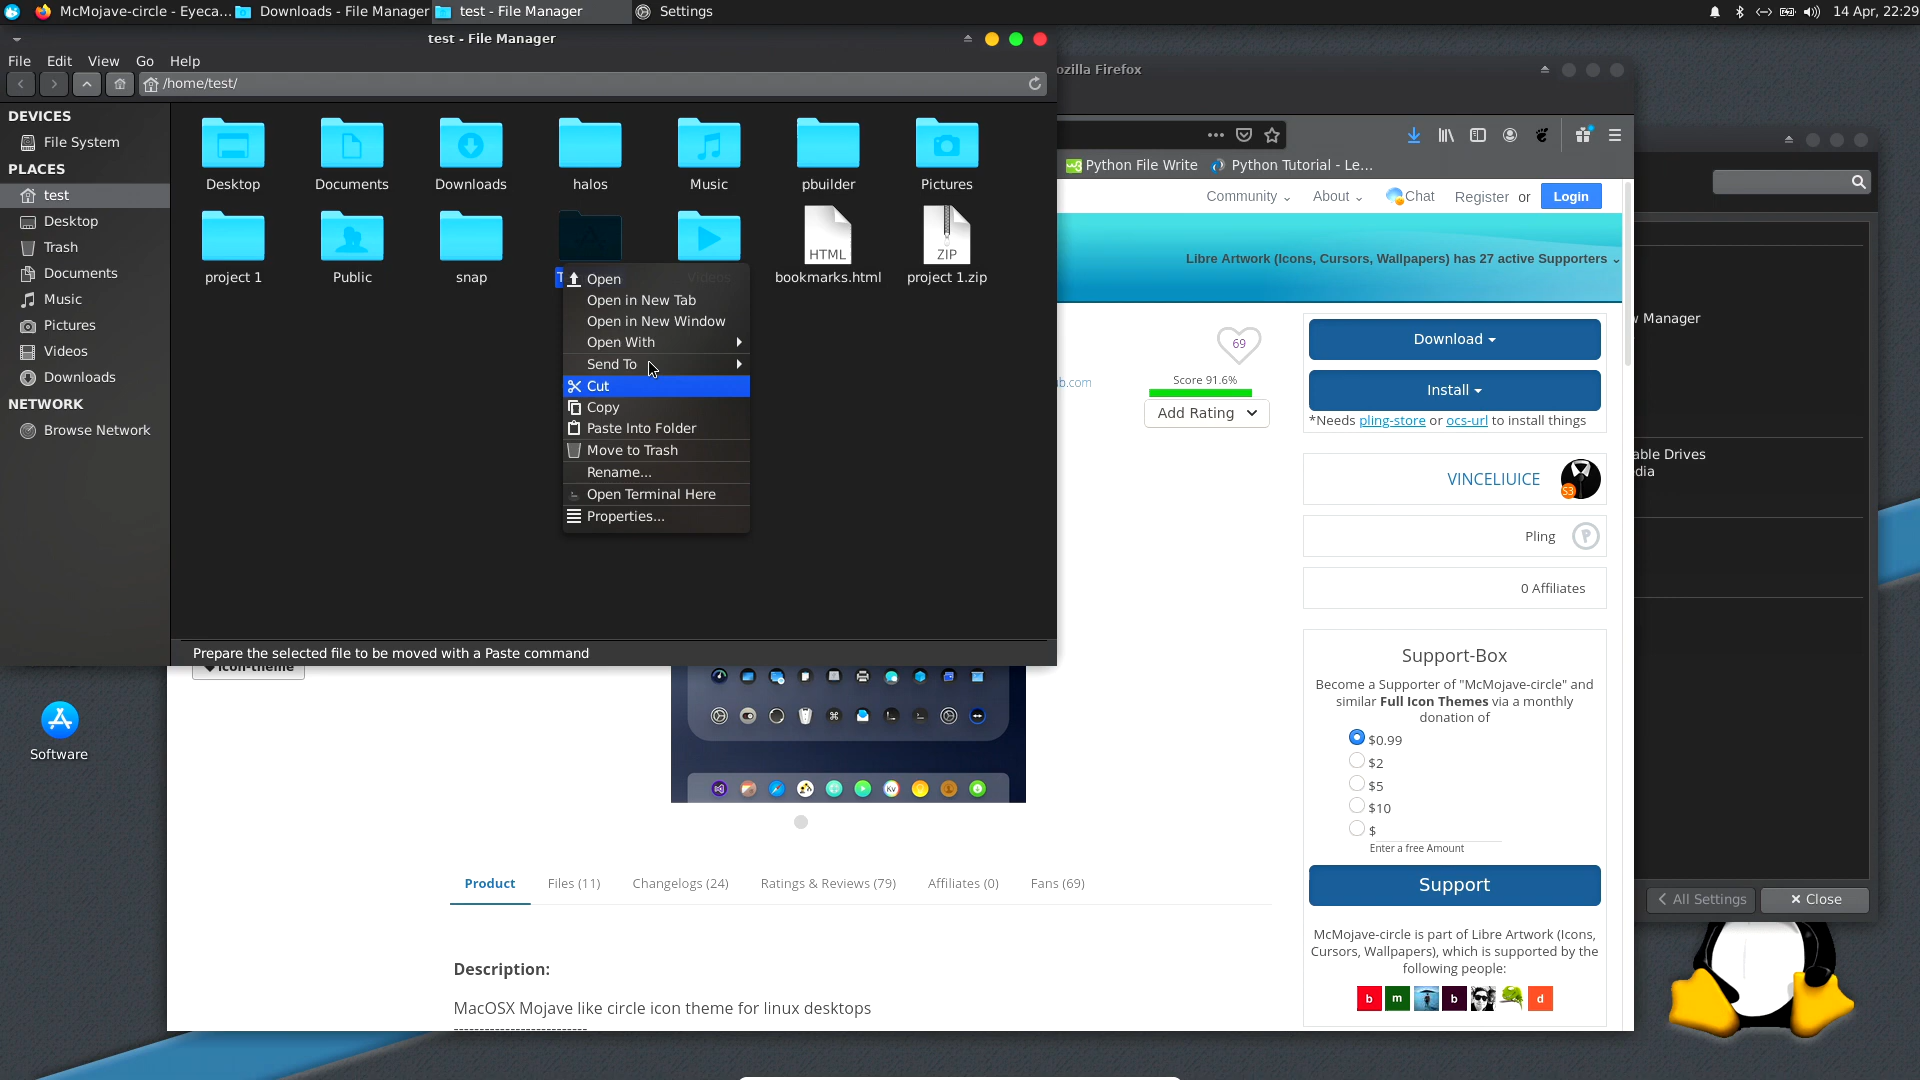 McMojave-circle - Eyeca...
Downloads - File Manager
test - File Manager
Settings
14 Apr, 22:29
test - File Manager
File Edit View Go Help
/home/test/
DEVICES
File System
PLACES
test
Desktop
Trash
Documents
Music
Pictures
Videos
Downloads
NETWORK
Browse Network
Desktop
Documents
Downloads
halos
Music
pbuilder
Pictures
project 1
Public
snap
T
Videos
HTML
bookmarks.html
ZIP
project 1.zip
Open
Open in New Tab
Open in New Window
Open With
Send To
Cut
Copy
Paste Into Folder
Move to Trash
Rename...
Open Terminal Here
Properties...
Prepare the selected file to be moved with a Paste command
ozilla Firefox
Python File Write
Python Tutorial - Le...
Community
About
Chat
Register or Login
Libre Artwork (Icons, Cursors, Wallpapers) has 27 active Supporters
69
b.com
Score 91.6%
Add Rating
Download
Install
*Needs pling-store or ocs-url to install things
VINCELIUICE
S3
Pling
P
0 Affiliates
Support-Box
Become a Supporter of "McMojave-circle" and
similar Full Icon Themes via a monthly
donation of
$0.99
$2
$5
$10
$
Enter a free Amount
Support
McMojave-circle is part of Libre Artwork (Icons,
Cursors, Wallpapers), which is supported by the
following people:
b m b d
icon-theme
Product
Files (11)
Changelogs (24)
Ratings & Reviews (79)
Affiliates (0)
Fans (69)
Description:
MacOSX Mojave like circle icon theme for linux desktops
Manager
able Drives
dia
All Settings
Close
Software